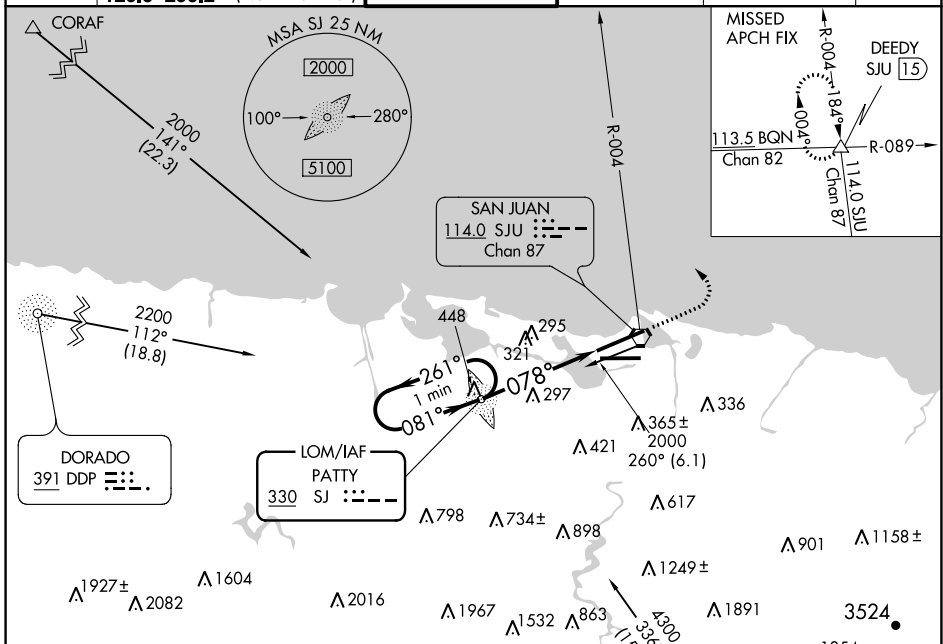 CORAF
2000
141°
(22.3)
MSA SJ 25 NM
2000
100°
280°
5100
R-004
MISSED
APCH FIX
R-004
184°
004°
DEEDY
SJU 15
113.5 BQN
Chan 82
R-089
114.0 SJU
Chan 87
SAN JUAN
114.0 SJU
Chan 87
2200
112°
(18.8)
448
295
321
261°
1 min
081°
078°
297
336
365±
2000
260° (6.1)
421
DORADO
391 DDP
LOM/IAF
PATTY
330 SJ
617
798
734±
898
901
1158±
1249±
1927±
2082
1604
2016
1967
1532
863
4300
1891
3524